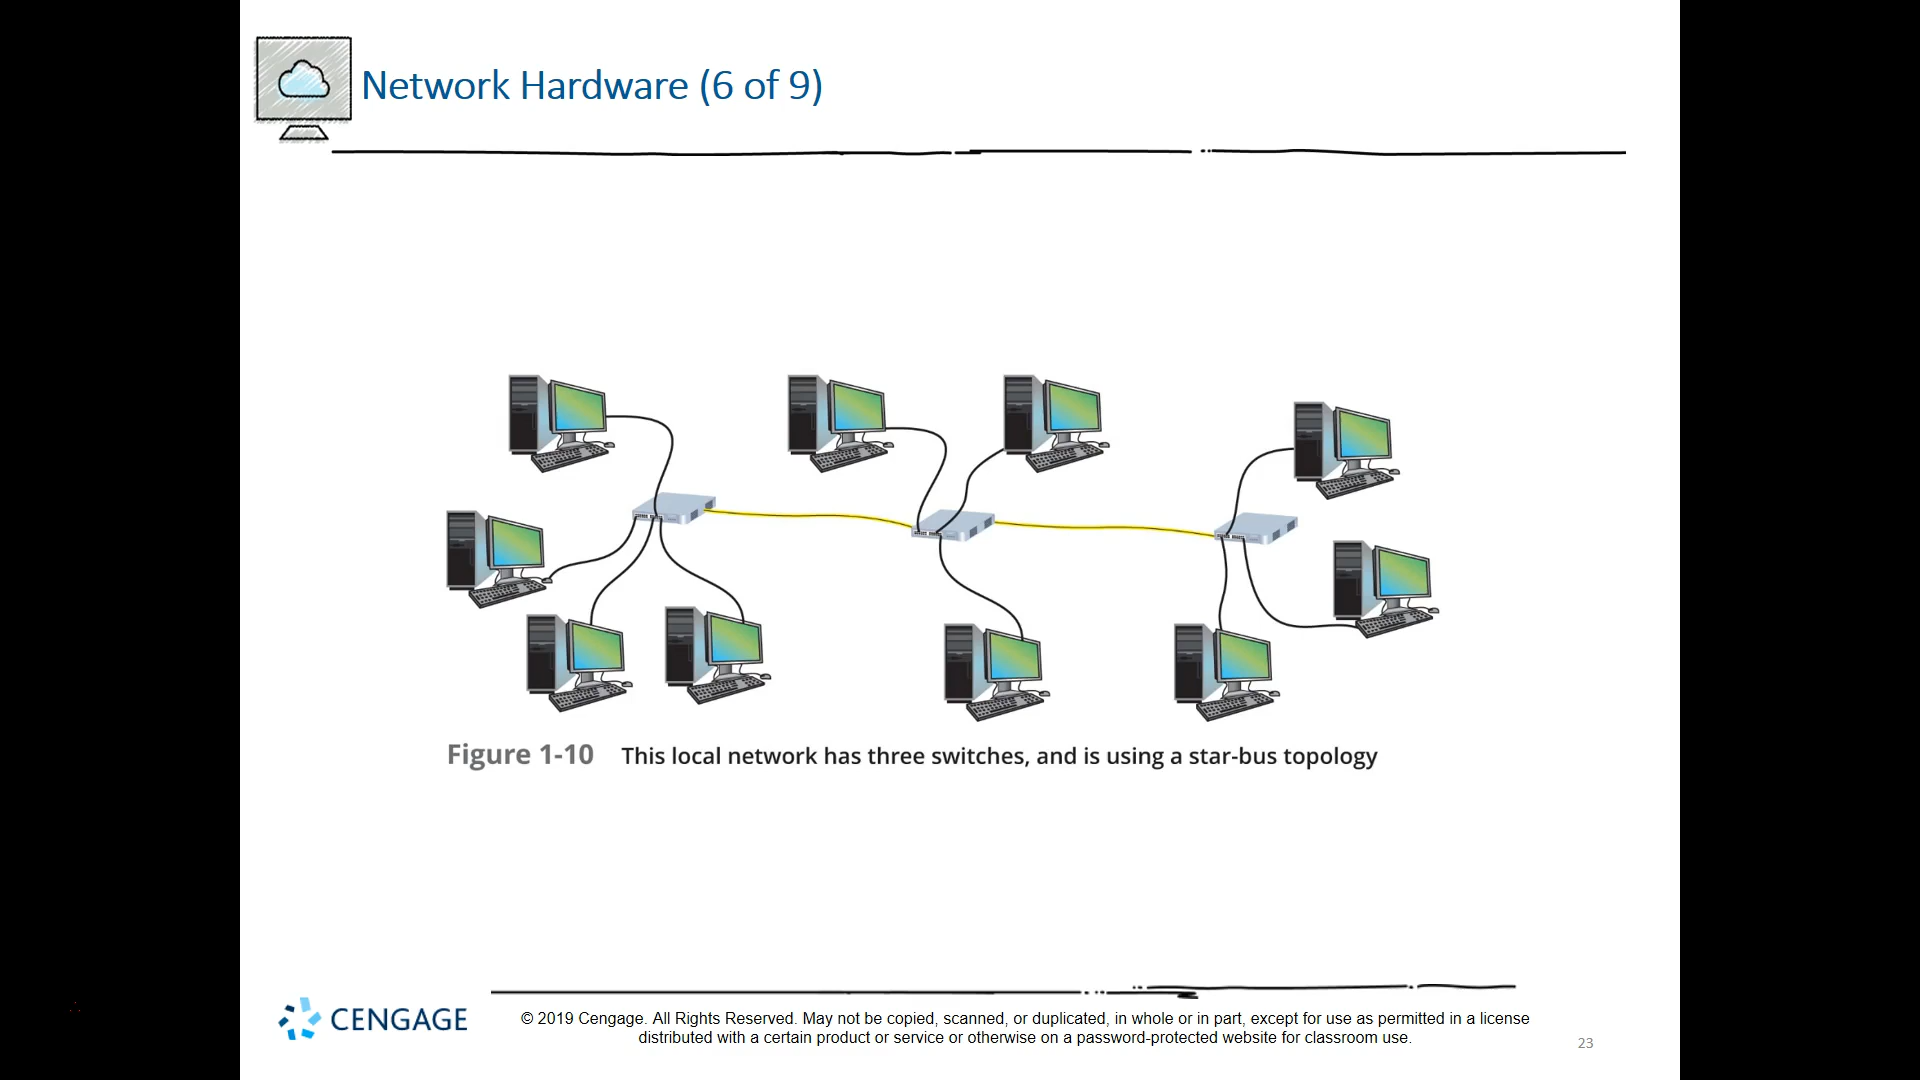 Network Hardware (6 of 9)
Figure 1-10 This local network has three switches, and is using a star-bus topology
CENGAGE
© 2019 Cengage. All Rights Reserved. May not be copied, scanned, or duplicated, in whole or in part, except for use as permitted in a license
distributed with a certain product or service or otherwise on a password-protected website for classroom use.
23